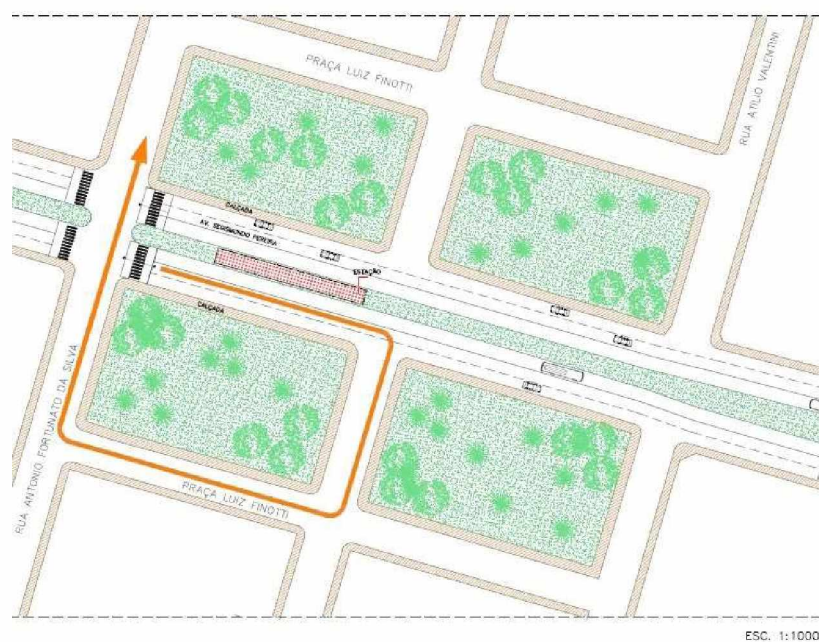 PRAÇA LUIZ FINOTTI
RUA ATILIO VALENTINI
CALÇADA
AV. SEGISMUNDO PEREIRA
ESTAÇÃO
CALÇADA
RUA ANTONIO FORTUNATO DA SILVA
PRAÇA LUIZ FINOTTI
ESC. 1:1000